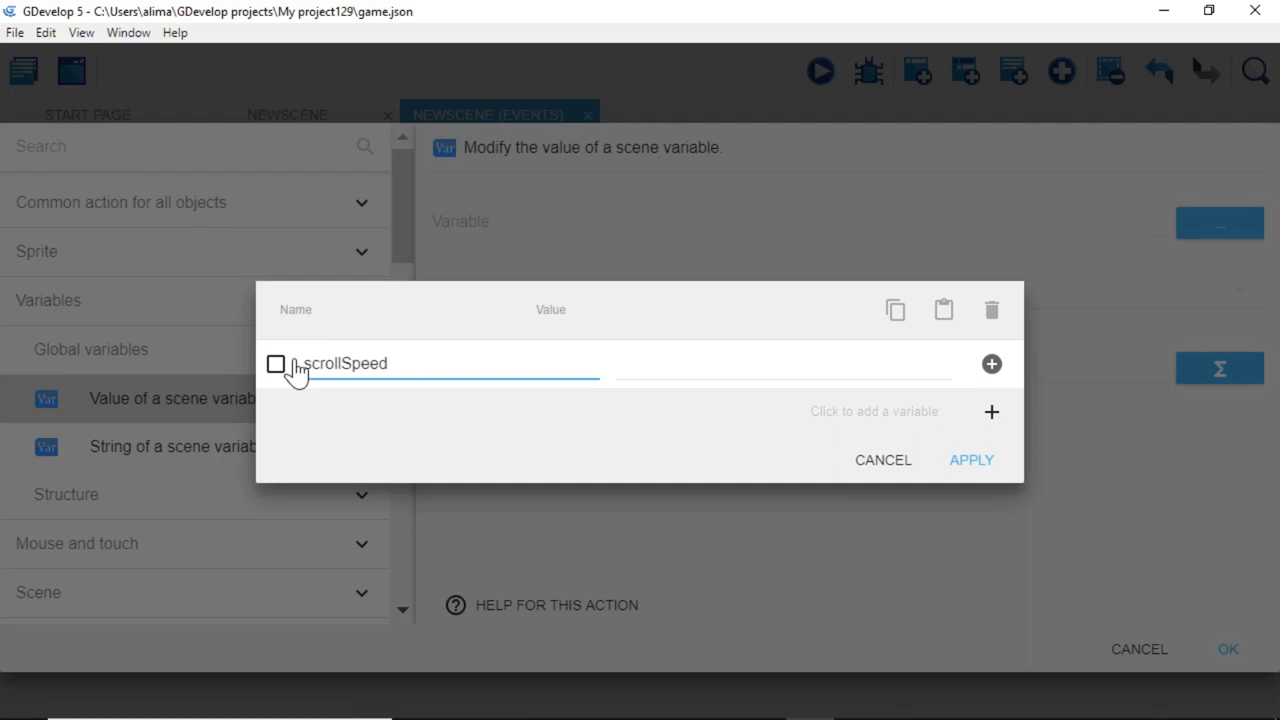 GDevelop 5 - C:\Users\alima\GDevelop projects\My project129\game.json
File Edit View Window Help
START PAGE NEWSCENE × NEWSCENE (EVENTS) ×
Search
Var Modify the value of a scene variable.
Common action for all objects
Variable
...
Sprite
Name Value
Variables
Global variables
scrollSpeed
Var Value of a scene variab
Click to add a variable
Var String of a scene variab
CANCEL APPLY
Structure
Σ
Mouse and touch
Scene
HELP FOR THIS ACTION
CANCEL OK